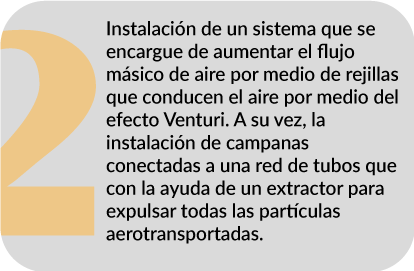 2
Instalación de un sistema que se
encargue de aumentar el flujo
másico de aire por medio de rejillas
que conducen el aire por medio del
efecto Venturi. A su vez, la
instalación de campanas
conectadas a una red de tubos que
con la ayuda de un extractor para
expulsar todas las partículas
aerotransportadas.